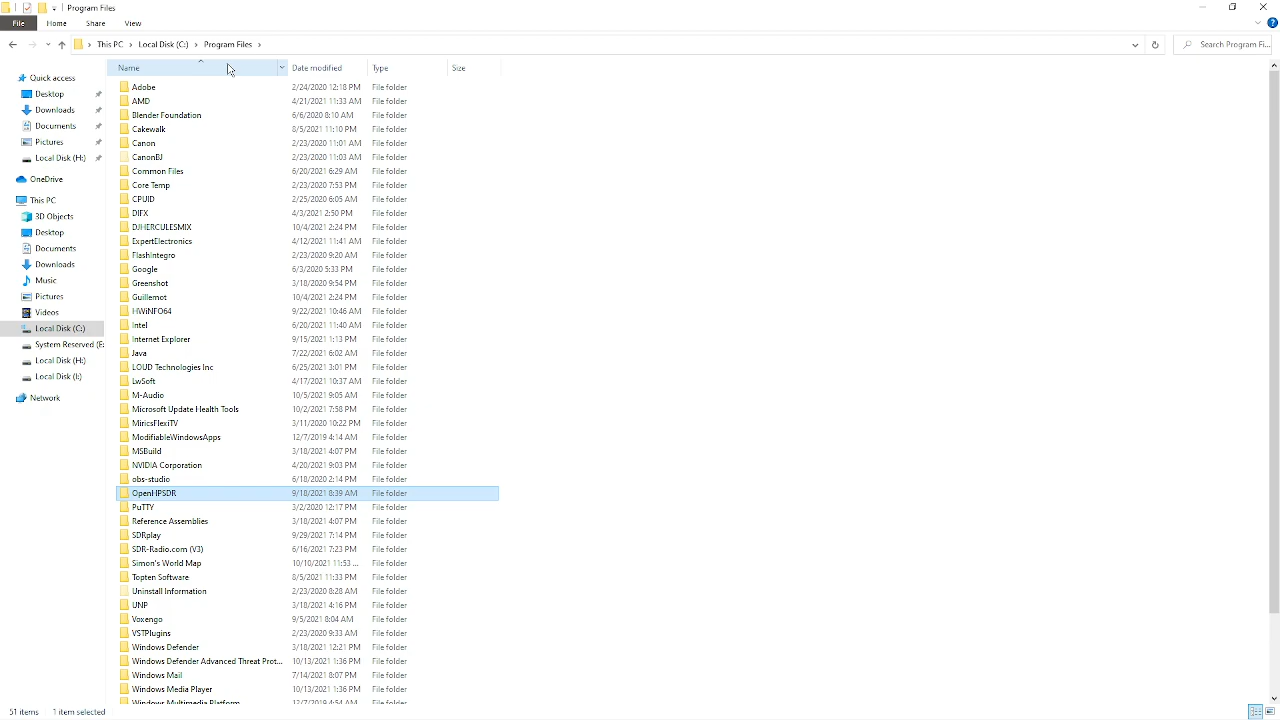 Program Files
File Home Share View
This PC Local Disk (C:) Program Files Search Program Fi...
Name Date modified Type Size
Quick access
Desktop
Downloads
Documents
Pictures
Local Disk (H:)
OneDrive
This PC
3D Objects
Desktop
Documents
Downloads
Music
Pictures
Videos
Local Disk (C:)
System Reserved (E:
Local Disk (H:)
Local Disk (I:)
Network
Adobe 2/24/2020 12:18 PM File folder
AMD 4/21/2021 11:33 AM File folder
Blender Foundation 6/6/2020 8:10 AM File folder
Cakewalk 8/5/2021 11:10 PM File folder
Canon 2/23/2020 11:01 AM File folder
CanonBJ 2/23/2020 11:03 AM File folder
Common Files 6/20/2021 6:29 AM File folder
Core Temp 2/23/2020 7:53 PM File folder
CPUID 2/25/2020 6:05 AM File folder
DIFX 4/3/2021 2:50 PM File folder
DJHERCULESMIX 10/4/2021 2:24 PM File folder
ExpertElectronics 4/12/2021 11:41 AM File folder
FlashIntegro 2/23/2020 9:20 AM File folder
Google 6/3/2020 5:33 PM File folder
Greenshot 3/18/2020 9:54 PM File folder
Guillemot 10/4/2021 2:24 PM File folder
HWiNFO64 9/22/2021 10:46 AM File folder
Intel 6/20/2021 11:40 AM File folder
Internet Explorer 9/15/2021 1:13 PM File folder
Java 7/22/2021 6:02 AM File folder
LOUD Technologies Inc 6/25/2021 3:01 PM File folder
LwSoft 4/17/2021 10:37 AM File folder
M-Audio 10/5/2021 9:05 AM File folder
Microsoft Update Health Tools 10/2/2021 7:58 PM File folder
MiricsFlexiTV 3/11/2020 10:22 PM File folder
ModifiableWindowsApps 12/7/2019 4:14 AM File folder
MSBuild 3/18/2021 4:07 PM File folder
NVIDIA Corporation 4/20/2021 9:03 PM File folder
obs-studio 6/18/2020 2:14 PM File folder
OpenHPSDR 9/18/2021 8:39 AM File folder
PuTTY 3/2/2020 12:17 PM File folder
Reference Assemblies 3/18/2021 4:07 PM File folder
SDRplay 9/29/2021 7:14 PM File folder
SDR-Radio.com (V3) 6/16/2021 7:23 PM File folder
Simon's World Map 10/10/2021 11:53 ... File folder
Topten Software 8/5/2021 11:33 PM File folder
Uninstall Information 2/23/2020 8:28 AM File folder
UNP 3/18/2021 4:16 PM File folder
Voxengo 9/5/2021 8:04 AM File folder
VSTPlugins 2/23/2020 9:33 AM File folder
Windows Defender 3/18/2021 12:21 PM File folder
Windows Defender Advanced Threat Prot... 10/13/2021 1:36 PM File folder
Windows Mail 7/14/2021 8:07 PM File folder
Windows Media Player 10/13/2021 1:36 PM File folder
Windows Multimedia Platform 12/7/2019 4:54 AM File folder
51 items 1 item selected